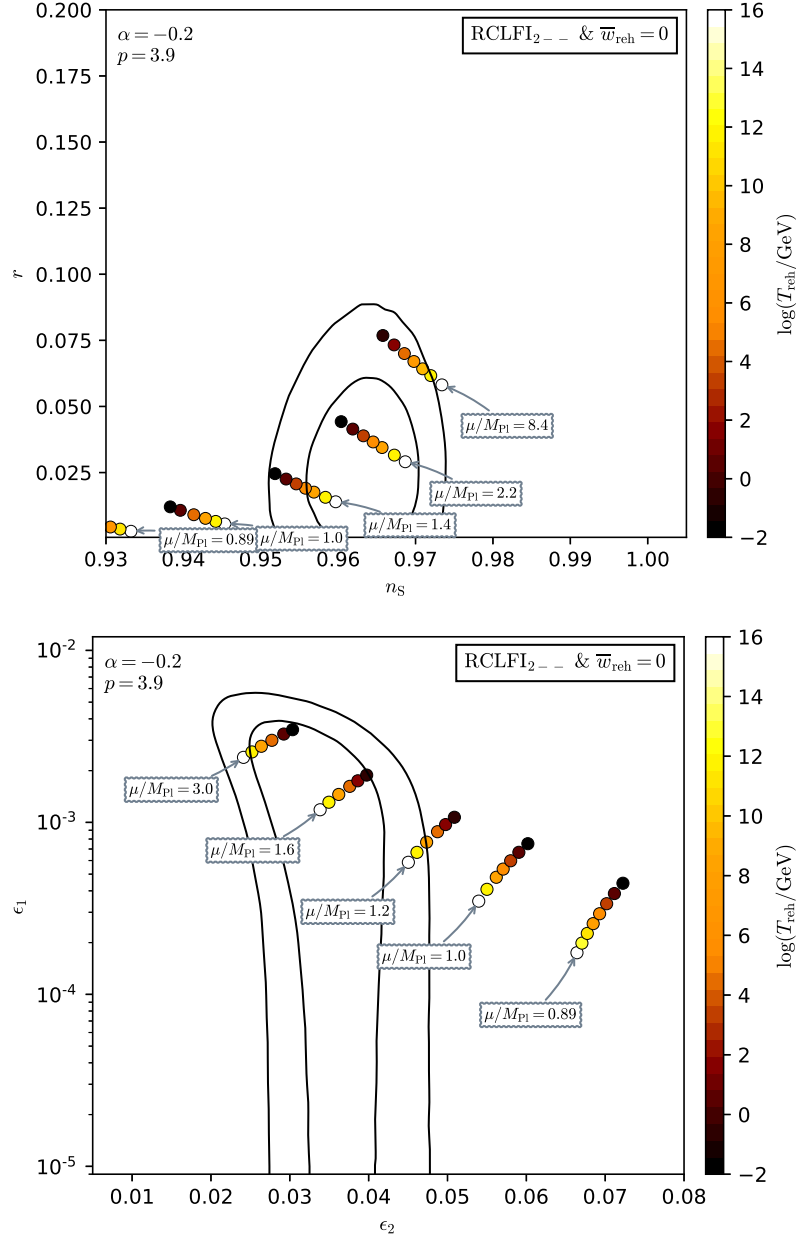 α = −0.2
p = 3.9
RCLFI2−− & w̅reh = 0
0.200
0.175
0.150
0.125
0.100
0.075
0.050
0.025
r
μ/MPl = 8.4
μ/MPl = 2.2
μ/MPl = 1.4
μ/MPl = 0.89
μ/MPl = 1.0
0.93 0.94 0.95 0.96 0.97 0.98 0.99 1.00
nS
16
14
12
10
8
6
4
2
0
−2
log(Treh/GeV)
α = −0.2
p = 3.9
RCLFI2−− & w̅reh = 0
10-2
10-3
10-4
10-5
ϵ1
μ/MPl = 3.0
μ/MPl = 1.6
μ/MPl = 1.2
μ/MPl = 1.0
μ/MPl = 0.89
0.01 0.02 0.03 0.04 0.05 0.06 0.07 0.08
ϵ2
16
14
12
10
8
6
4
2
0
−2
log(Treh/GeV)